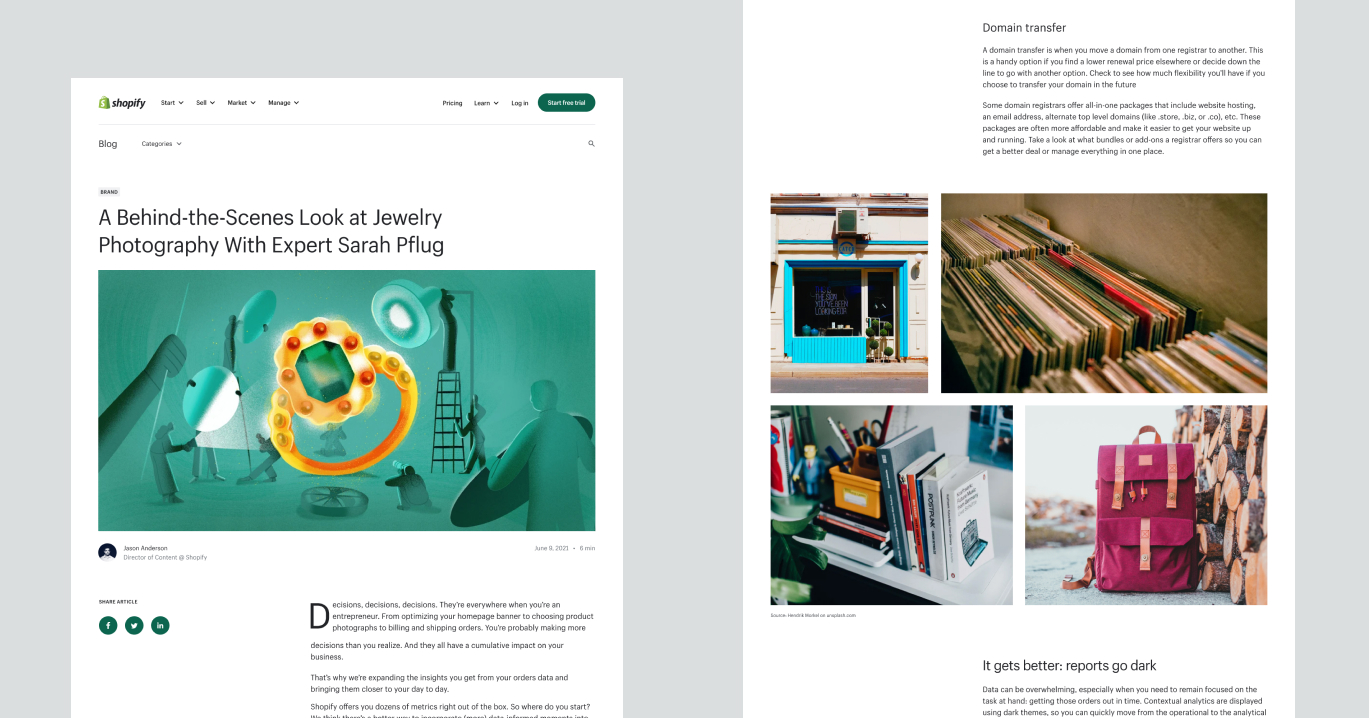 shopify
Start
Sell
Market
Manage
Pricing
Learn
Log in
Start free trial
Blog
Categories
BRAND
A Behind-the-Scenes Look at Jewelry
Photography With Expert Sarah Pflug
Jason Anderson
Director of Content @ Shopify
June 9, 2021 • 6 min
SHARE ARTICLE
Decisions, decisions, decisions. They're everywhere when you're an
entrepreneur. From optimizing your homepage banner to choosing product
photographs to billing and shipping orders. You're probably making more
decisions than you realize. And they all have a cumulative impact on your
business.
That's why we're expanding the insights you get from your orders data and
bringing them closer to your day to day.
Shopify offers you dozens of metrics right out of the box. So where do you start?
Domain transfer
A domain transfer is when you move a domain from one registrar to another. This
is a handy option if you find a lower renewal price elsewhere or decide down the
line to go with another option. Check to see how much flexibility you'll have if you
choose to transfer your domain in the future
Some domain registrars offer all-in-one packages that include website hosting,
an email address, alternate top level domains (like .store, .biz, or .co), etc. These
packages are often more affordable and make it easier to get your website up
and running. Take a look at what bundles or add-ons a registrar offers so you can
get a better deal or manage everything in one place.
THE SIGN
YOU'VE BEEN
LOOKING FOR
POSTPUNK
Source: Hendrik Morkel on unsplash.com
It gets better: reports go dark
Data can be overwhelming, especially when you need to remain focused on the
task at hand: getting those orders out in time. Contextual analytics are displayed
using dark themes, so you can quickly move from the operational to the analytical